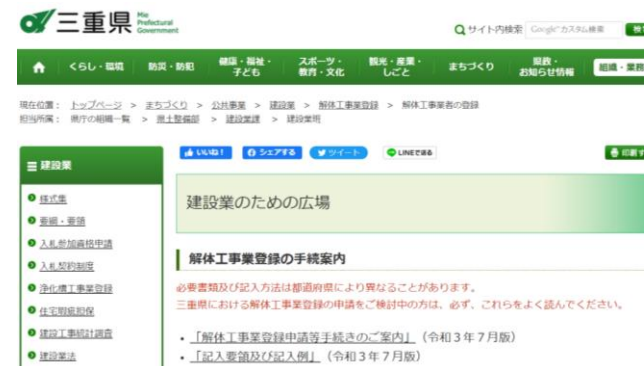 三重県 Mie Prefectural Government
サイト内検索 Google カスタム検索
くらし・環境 防災・防犯 健康・福祉・子ども スポーツ・教育・文化 観光・産業・しごと まちづくり 県政・お知らせ情報 組織・業務
現在位置： トップページ > まちづくり > 公共事業 > 建設業 > 解体工事業登録 > 解体工事業者の登録
担当所属： 県庁の組織一覧 > 県土整備部 > 建設業課 > 建設業班
いいね！ シェアする ツイート LINEで送る 印刷す
建設業
様式集
要綱・要領
入札参加資格申請
入札契約制度
浄化槽工事業登録
住宅瑕疵担保
建設工事統計調査
建設業法
建設業のための広場
解体工事業登録の手続案内
必要書類及び記入方法は都道府県により異なることがあります。
三重県における解体工事業登録の申請をご検討中の方は、必ず、これらをよく読んでください。
・「解体工事業登録申請等手続きのご案内」（令和３年７月版）
・「記入要領及び記入例」（令和３年７月版）